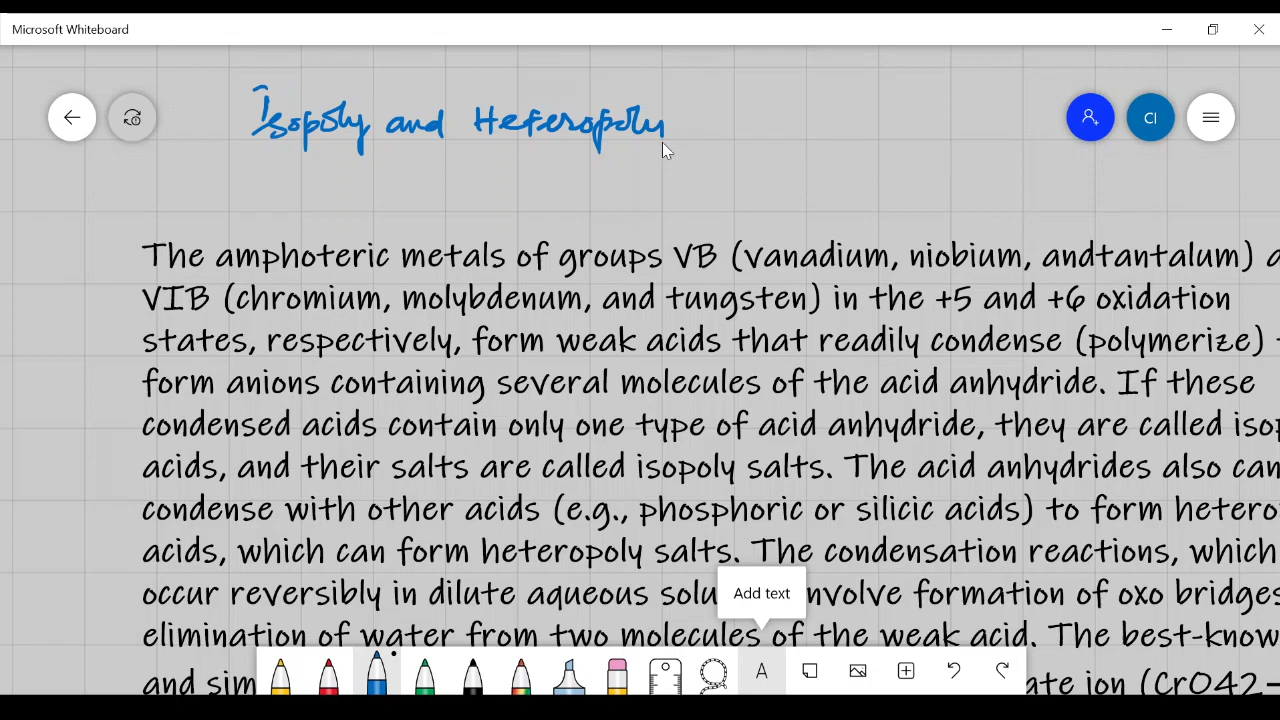 Microsoft Whiteboard
Isopoly and Heteropoly
CI
The amphoteric metals of groups VB (vanadium, niobium, andtantalum) a
VIB (chromium, molybdenum, and tungsten) in the +5 and +6 oxidation
states, respectively, form weak acids that readily condense (polymerize) t
form anions containing several molecules of the acid anhydride. If these
condensed acids contain only one type of acid anhydride, they are called isop
acids, and their salts are called isopoly salts. The acid anhydrides also can
condense with other acids (e.g., phosphoric or silicic acids) to form hetero
acids, which can form heteropoly salts. The condensation reactions, which
Add text
occur reversibly in dilute aqueous solu nvolve formation of oxo bridges
elimination of water from two molecules of the weak acid. The best-know
and sim ate ion (CrO42−
A